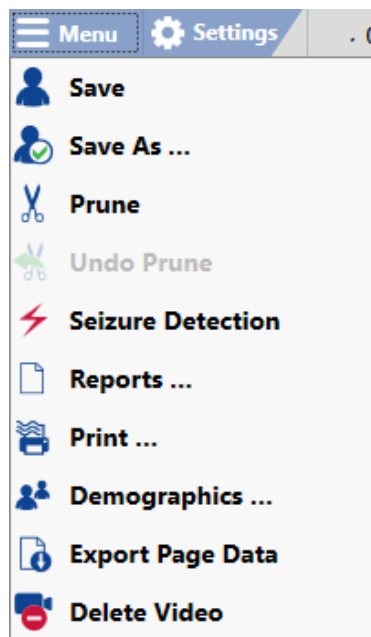 Menu Settings
Save
Save As ...
Prune
Undo Prune
Seizure Detection
Reports ...
Print ...
Demographics ...
Export Page Data
Delete Video